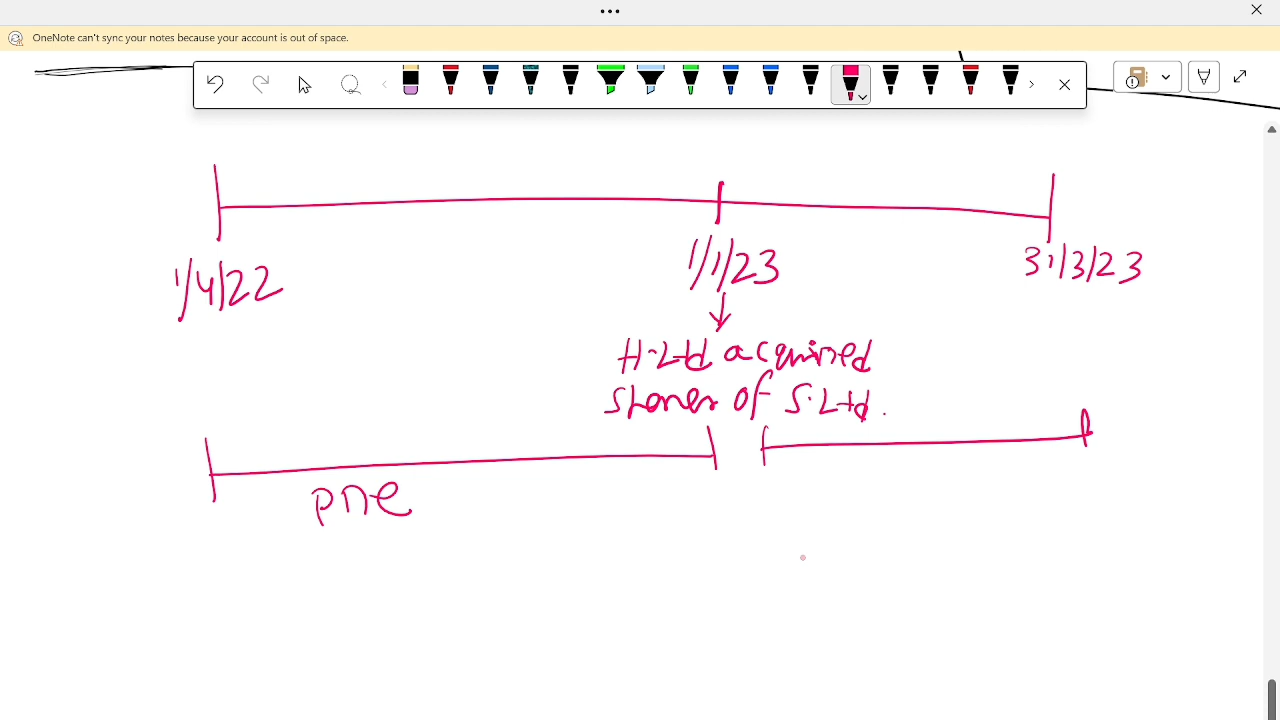 OneNote can't sync your notes because your account is out of space.
1/4/22
1/1/23
31/3/23
H.Ltd acquired
shares of S.Ltd.
pre